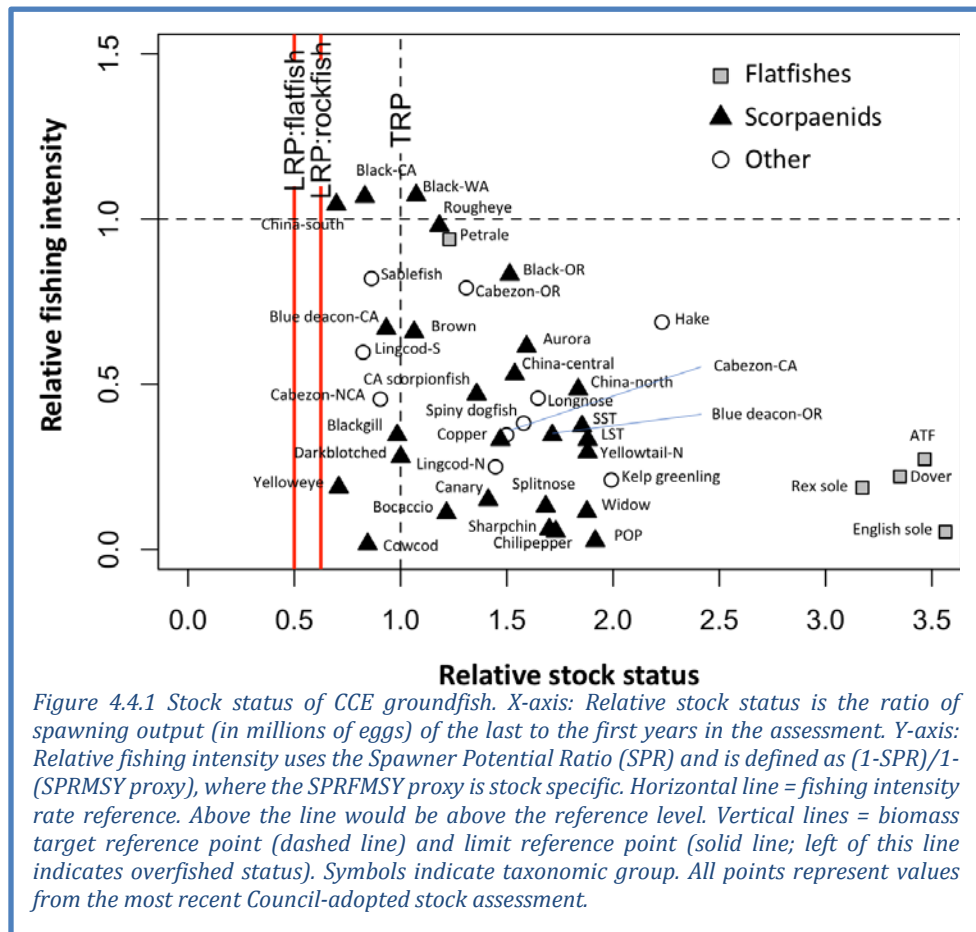 1.5
1.0
0.5
0.0
Relative fishing intensity
LRP:flatfish
LRP:rockfish
TRP
Flatfishes
Scorpaenids
Other
Black-CA
Black-WA
China-south
Rougheye
Petrale
Sablefish
Black-OR
Cabezon-OR
Blue deacon-CA
Brown
Hake
Lingcod-S
Aurora
China-central
Cabezon-CA
CA scorpionfish
China-north
Cabezon-NCA
Longnose
Spiny dogfish
Blue deacon-OR
Blackgill
Copper
SST
LST
Darkblotched
Yellowtail-N
ATF
Lingcod-N
Kelp greenling
Dover
Yelloweye
Canary
Splitnose
Rex sole
Bocaccio
Widow
Sharpchin
English sole
Chilipepper
POP
Cowcod
0.0 0.5 1.0 1.5 2.0 2.5 3.0 3.5
Relative stock status
Figure 4.4.1 Stock status of CCE groundfish. X-axis: Relative stock status is the ratio of
spawning output (in millions of eggs) of the last to the first years in the assessment. Y-axis:
Relative fishing intensity uses the Spawner Potential Ratio (SPR) and is defined as (1-SPR)/1-
(SPRMSY proxy), where the SPRFMSY proxy is stock specific. Horizontal line = fishing intensity
rate reference. Above the line would be above the reference level. Vertical lines = biomass
target reference point (dashed line) and limit reference point (solid line; left of this line
indicates overfished status). Symbols indicate taxonomic group. All points represent values
from the most recent Council-adopted stock assessment.